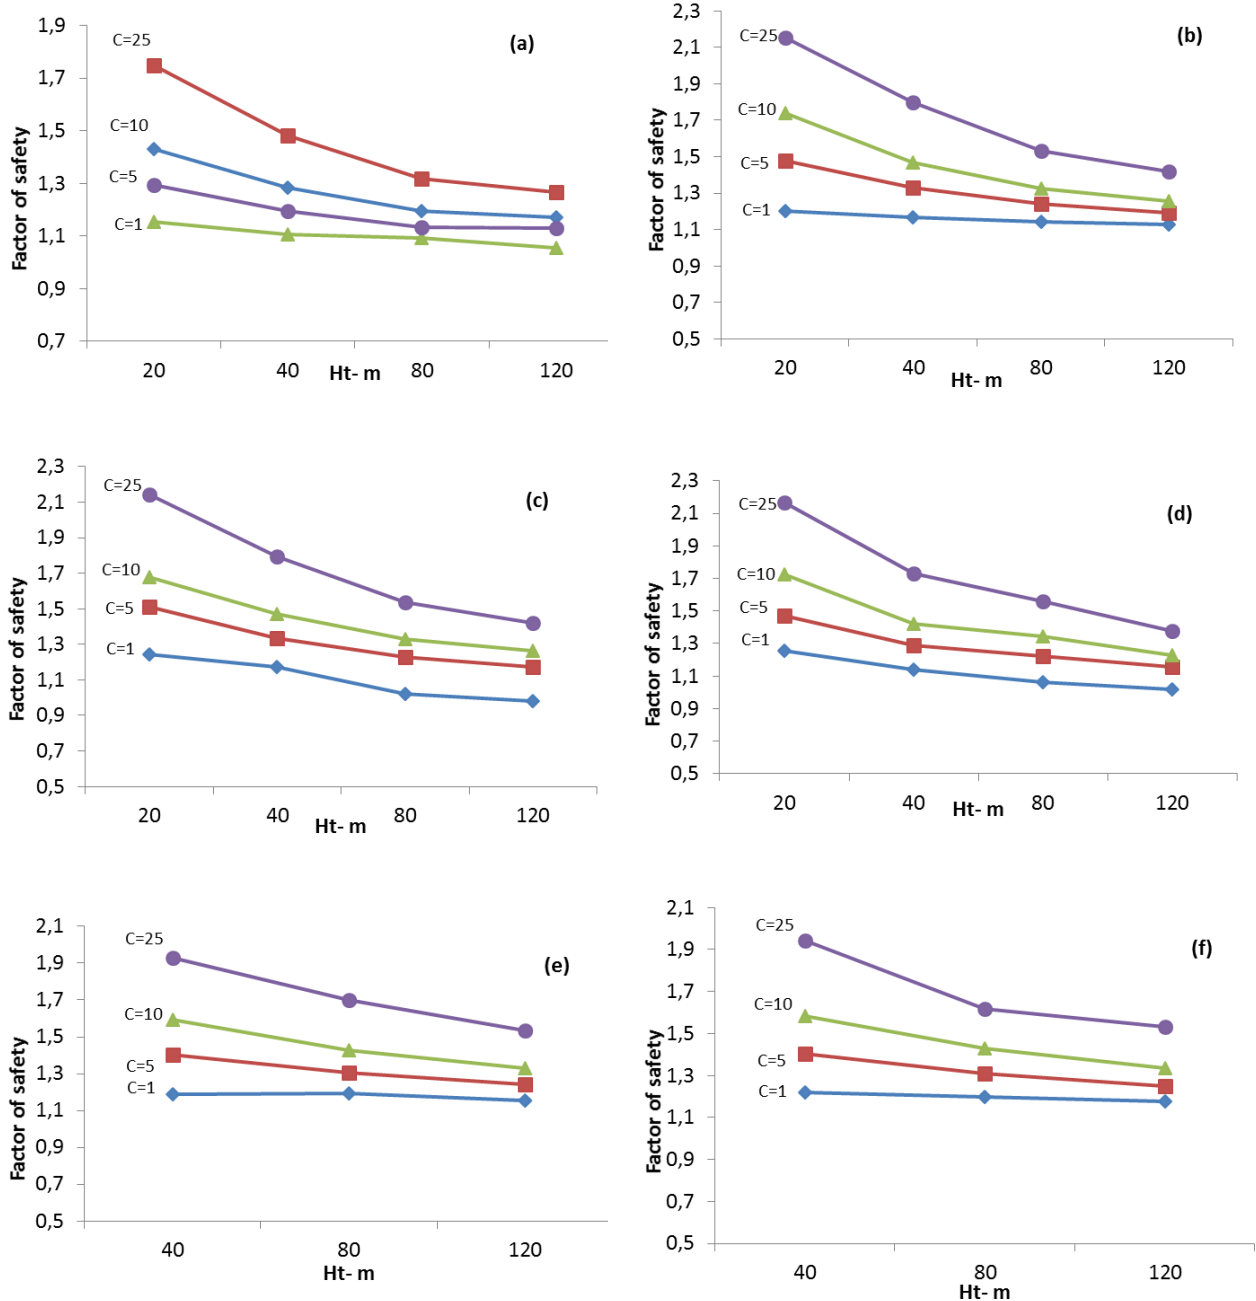 (a)
Factor of safety
1,9
1,7
1,5
1,3
1,1
0,9
0,7
C=25
C=10
C=5
C=1
20
40
80
120
Ht- m
(b)
Factor of safety
2,3
2,1
1,9
1,7
1,5
1,3
1,1
0,9
0,7
0,5
C=25
C=10
C=5
C=1
20
40
80
120
Ht- m
(c)
Factor of safety
2,3
2,1
1,9
1,7
1,5
1,3
1,1
0,9
0,7
0,5
C=25
C=10
C=5
C=1
20
40
80
120
Ht- m
(d)
Factor of safety
2,3
2,1
1,9
1,7
1,5
1,3
1,1
0,9
0,7
0,5
C=25
C=10
C=5
C=1
20
40
80
120
Ht- m
(e)
Factor of safety
2,1
1,9
1,7
1,5
1,3
1,1
0,9
0,7
0,5
C=25
C=10
C=5
C=1
40
80
120
Ht- m
(f)
Factor of safety
2,1
1,9
1,7
1,5
1,3
1,1
0,9
0,7
0,5
C=25
C=10
C=5
C=1
40
80
120
Ht- m